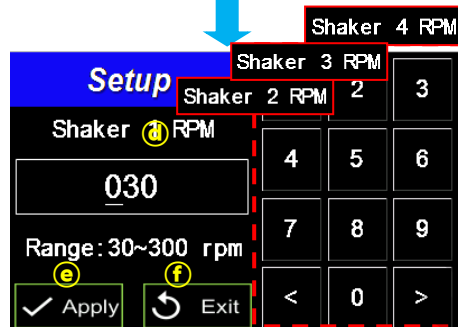 Shaker 4 RPM
Shaker 3 RPM
Shaker 2 RPM
Setup
Shaker d RPM
030
Range:30~300 rpm
e
f
Apply
Exit
2 3
4 5 6
7 8 9
< 0 >